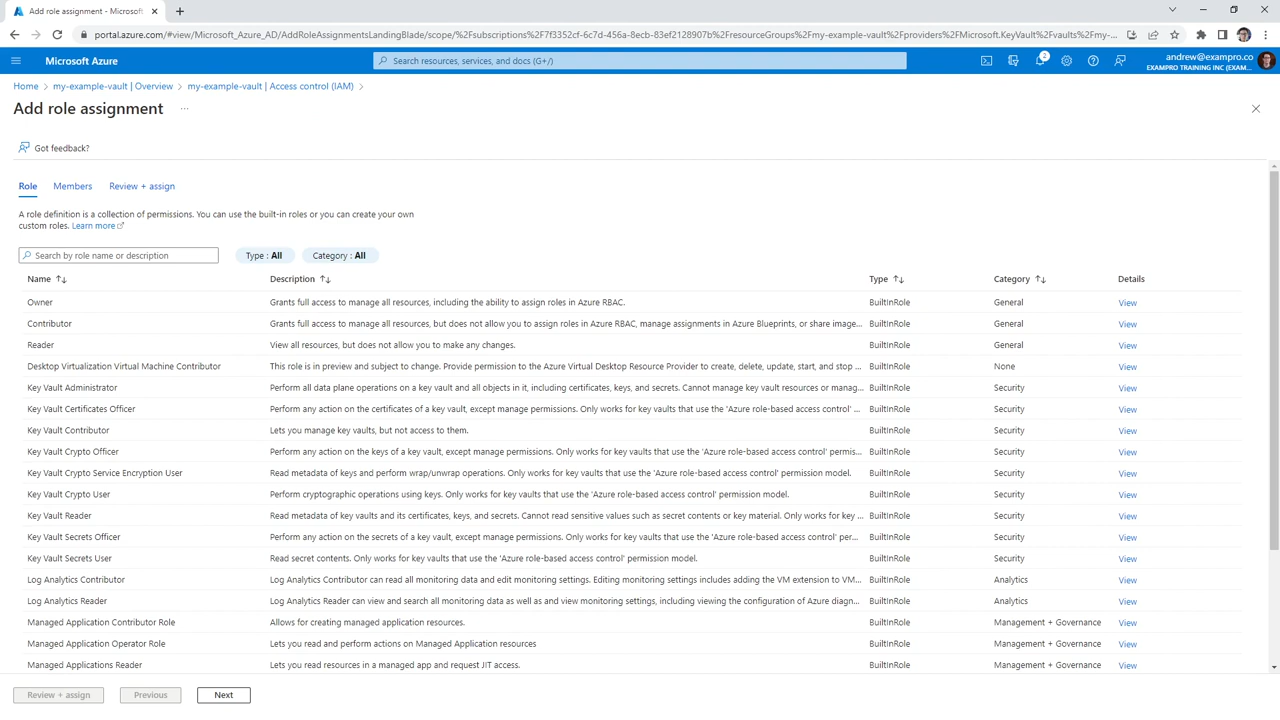 Add role assignment - Microsoft
portal.azure.com/#view/Microsoft_Azure_AD/AddRoleAssignmentsLandingBlade/scope/%2Fsubscriptions%2F7f3352cf-6c7d-456a-8ecb-83ef2128907b%2FresourceGroups%2Fmy-example-vault%2Fproviders%2FMicrosoft.KeyVault%2Fvaults%2Fmy-...
Microsoft Azure
Search resources, services, and docs (G+/)
2
andrew@exampro.co
EXAMPRO TRAINING INC (EXAM...
Home > my-example-vault | Overview > my-example-vault | Access control (IAM) >
Add role assignment ...
Got feedback?
Role Members Review + assign
A role definition is a collection of permissions. You can use the built-in roles or you can create your own
custom roles. Learn more
Search by role name or description Type : All Category : All
Name Description Type Category Details
Owner Grants full access to manage all resources, including the ability to assign roles in Azure RBAC. BuiltInRole General View
Contributor Grants full access to manage all resources, but does not allow you to assign roles in Azure RBAC, manage assignments in Azure Blueprints, or share image... BuiltInRole General View
Reader View all resources, but does not allow you to make any changes. BuiltInRole General View
Desktop Virtualization Virtual Machine Contributor This role is in preview and subject to change. Provide permission to the Azure Virtual Desktop Resource Provider to create, delete, update, start, and stop ... BuiltInRole None View
Key Vault Administrator Perform all data plane operations on a key vault and all objects in it, including certificates, keys, and secrets. Cannot manage key vault resources or manag... BuiltInRole Security View
Key Vault Certificates Officer Perform any action on the certificates of a key vault, except manage permissions. Only works for key vaults that use the 'Azure role-based access control' ... BuiltInRole Security View
Key Vault Contributor Lets you manage key vaults, but not access to them. BuiltInRole Security View
Key Vault Crypto Officer Perform any action on the keys of a key vault, except manage permissions. Only works for key vaults that use the 'Azure role-based access control' permis... BuiltInRole Security View
Key Vault Crypto Service Encryption User Read metadata of keys and perform wrap/unwrap operations. Only works for key vaults that use the 'Azure role-based access control' permission model. BuiltInRole Security View
Key Vault Crypto User Perform cryptographic operations using keys. Only works for key vaults that use the 'Azure role-based access control' permission model. BuiltInRole Security View
Key Vault Reader Read metadata of key vaults and its certificates, keys, and secrets. Cannot read sensitive values such as secret contents or key material. Only works for key ... BuiltInRole Security View
Key Vault Secrets Officer Perform any action on the secrets of a key vault, except manage permissions. Only works for key vaults that use the 'Azure role-based access control' per... BuiltInRole Security View
Key Vault Secrets User Read secret contents. Only works for key vaults that use the 'Azure role-based access control' permission model. BuiltInRole Security View
Log Analytics Contributor Log Analytics Contributor can read all monitoring data and edit monitoring settings. Editing monitoring settings includes adding the VM extension to VM... BuiltInRole Analytics View
Log Analytics Reader Log Analytics Reader can view and search all monitoring data as well as and view monitoring settings, including viewing the configuration of Azure diagn... BuiltInRole Analytics View
Managed Application Contributor Role Allows for creating managed application resources. BuiltInRole Management + Governance View
Managed Application Operator Role Lets you read and perform actions on Managed Application resources BuiltInRole Management + Governance View
Managed Applications Reader Lets you read resources in a managed app and request JIT access. BuiltInRole Management + Governance View
Review + assign Previous Next